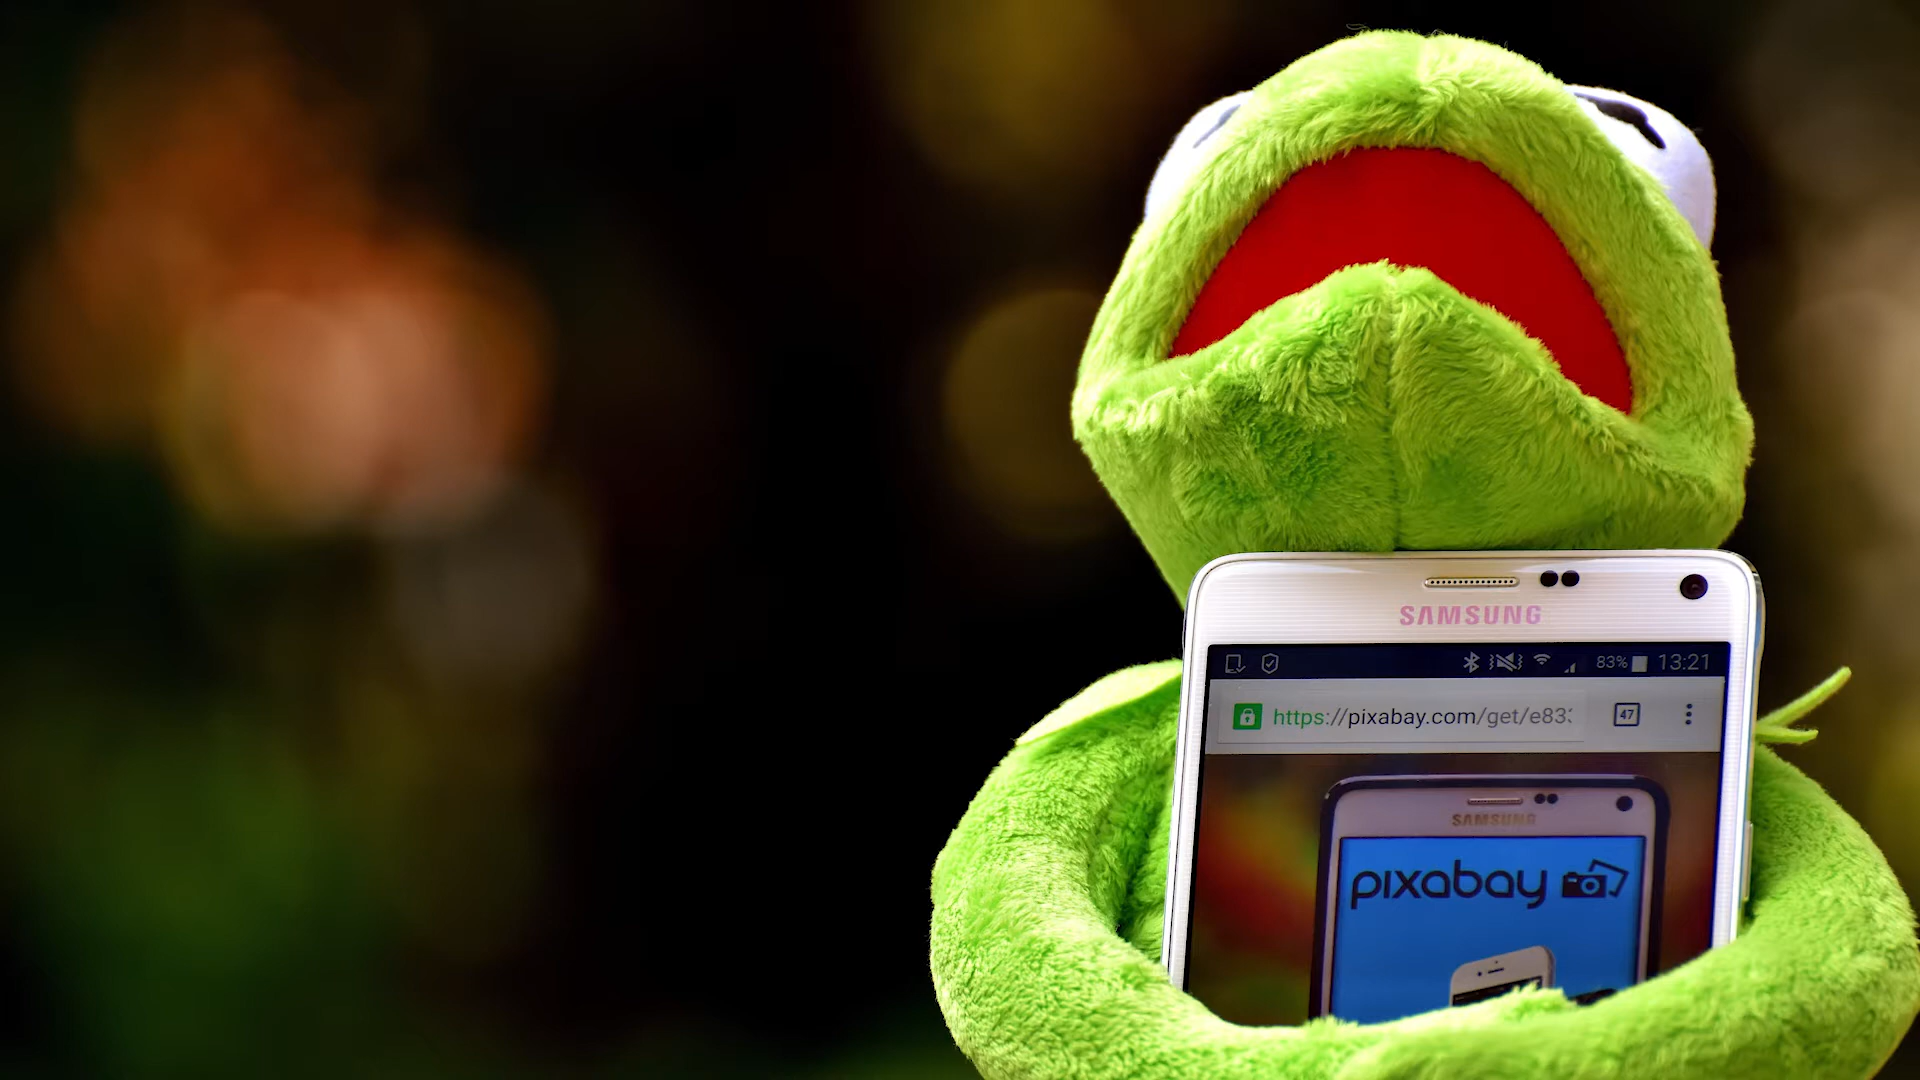 SAMSUNG
83% 13:21
https://pixabay.com/get/e83
47
SAMSUNG
pixabay